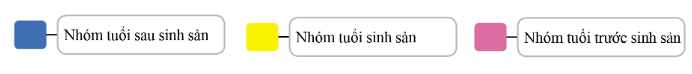 Nhóm tuổi sau sinh sản
Nhóm tuổi sinh sản
Nhóm tuổi trước sinh sản